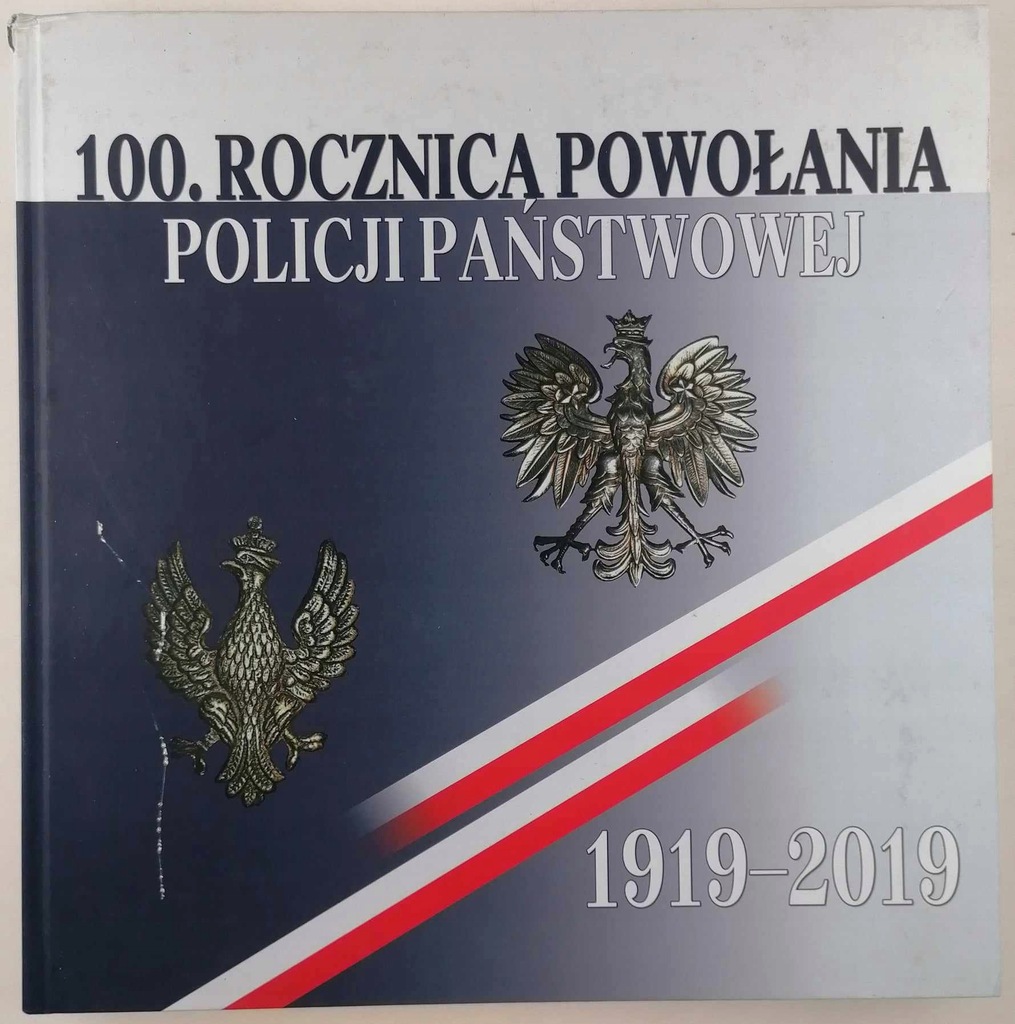 100. ROCZNICA POWOŁANIA
POLICJI PAŃSTWOWEJ
1919–2019